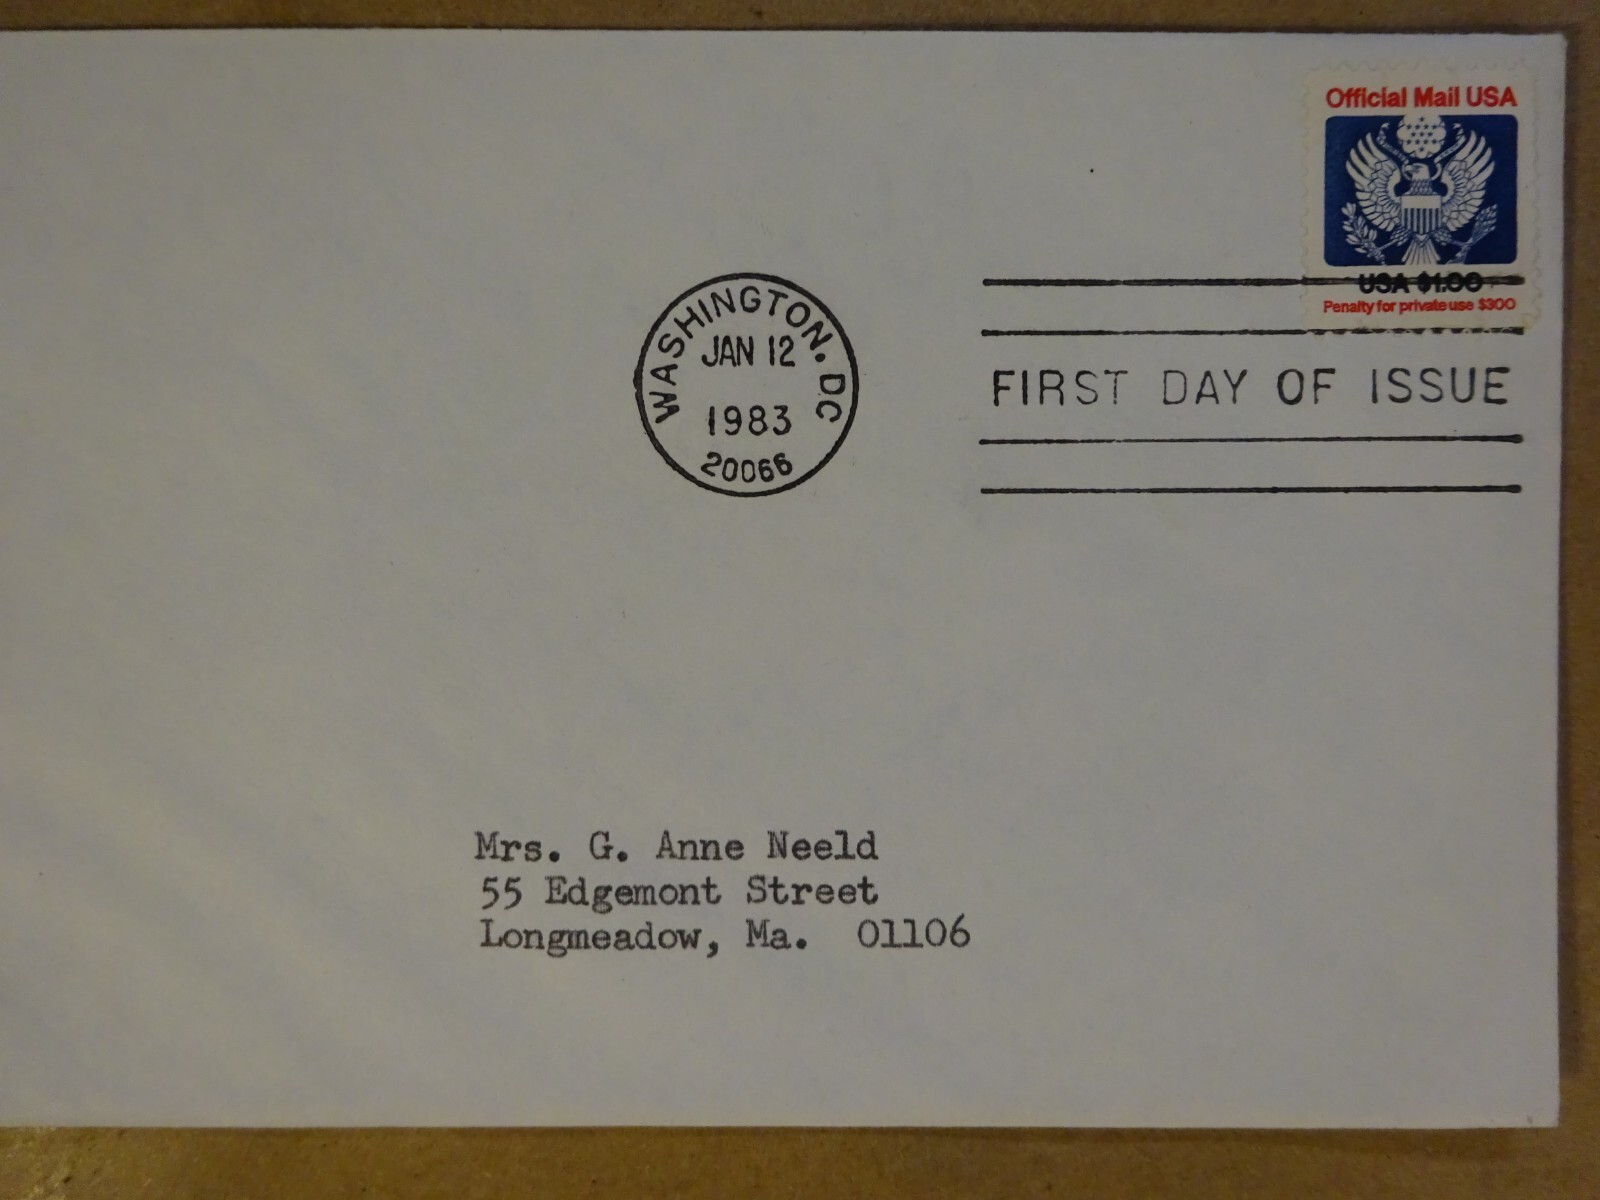 Official Mail USA
USA $1.00
Penalty for private use $300
WASHINGTON, DC
JAN 12
1983
20066
FIRST DAY OF ISSUE
Mrs. G. Anne Neeld
55 Edgemont Street
Longmeadow, Ma. 01106